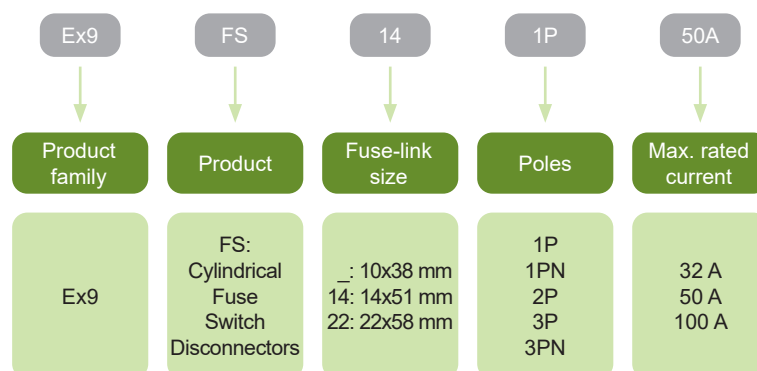 Ex9
FS
14
1P
50A
Product
family
Product
Fuse-link
size
Poles
Max. rated
current
Ex9
FS:
Cylindrical
Fuse
Switch
Disconnectors
_: 10x38 mm
14: 14x51 mm
22: 22x58 mm
1P
1PN
2P
3P
3PN
32 A
50 A
100 A